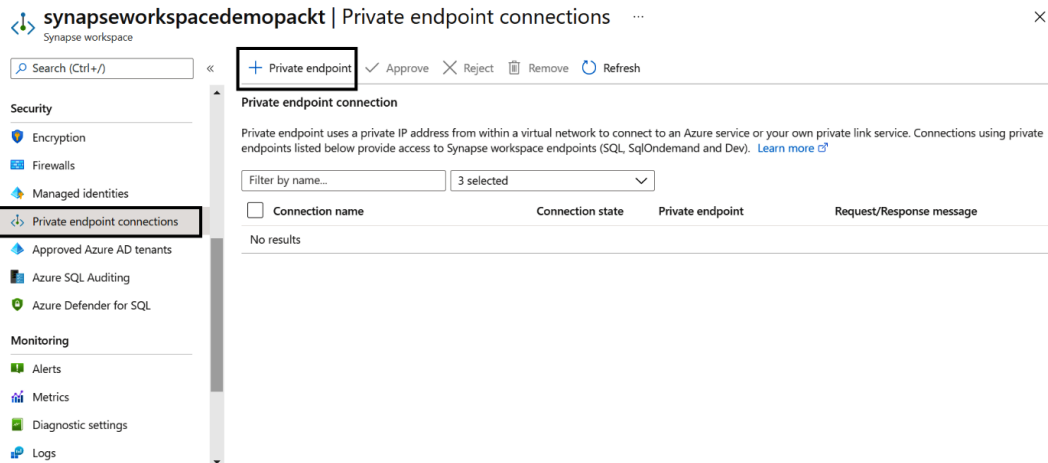 synapseworkspacedemopackt | Private endpoint connections ...
Synapse workspace
Search (Ctrl+/)
«
Security
Encryption
Firewalls
Managed identities
Private endpoint connections
Approved Azure AD tenants
Azure SQL Auditing
Azure Defender for SQL
Monitoring
Alerts
Metrics
Diagnostic settings
Logs
+ Private endpoint
Approve
Reject
Remove
Refresh
Private endpoint connection
Private endpoint uses a private IP address from within a virtual network to connect to an Azure service or your own private link service. Connections using private
endpoints listed below provide access to Synapse workspace endpoints (SQL, SqlOndemand and Dev). Learn more
Filter by name...
3 selected
Connection name
Connection state
Private endpoint
Request/Response message
No results